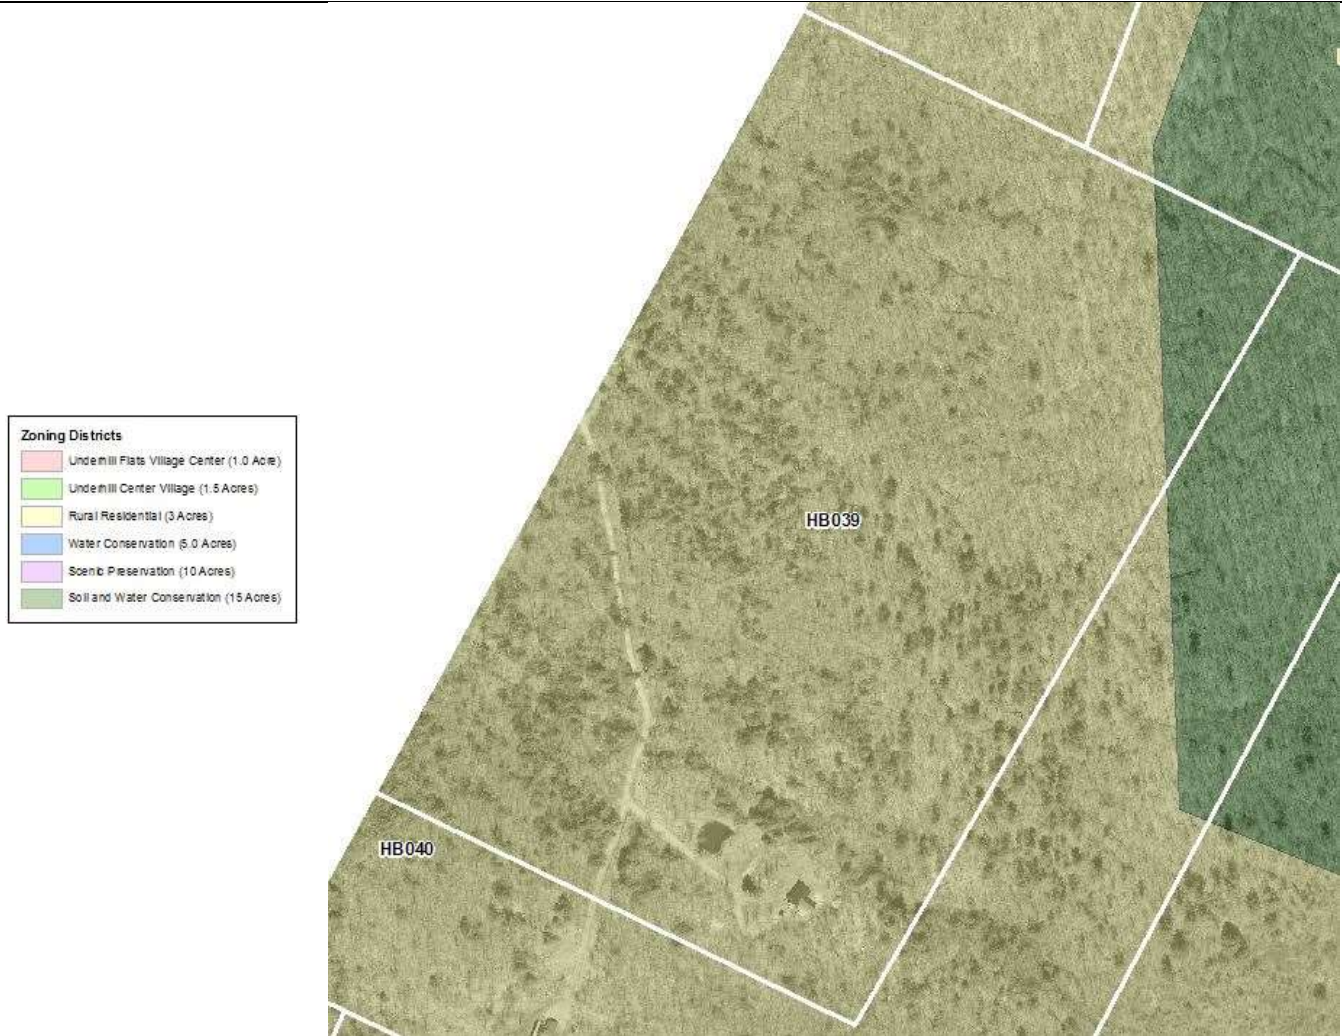 Zoning Districts
Underhill Flats Village Center (1.0 Acre)
Underhill Center Village (1.5 Acres)
Rural Residential (3 Acres)
Water Conservation (5.0 Acres)
Scenic Preservation (10 Acres)
Soil and Water Conservation (15 Acres)
HB039
HB040